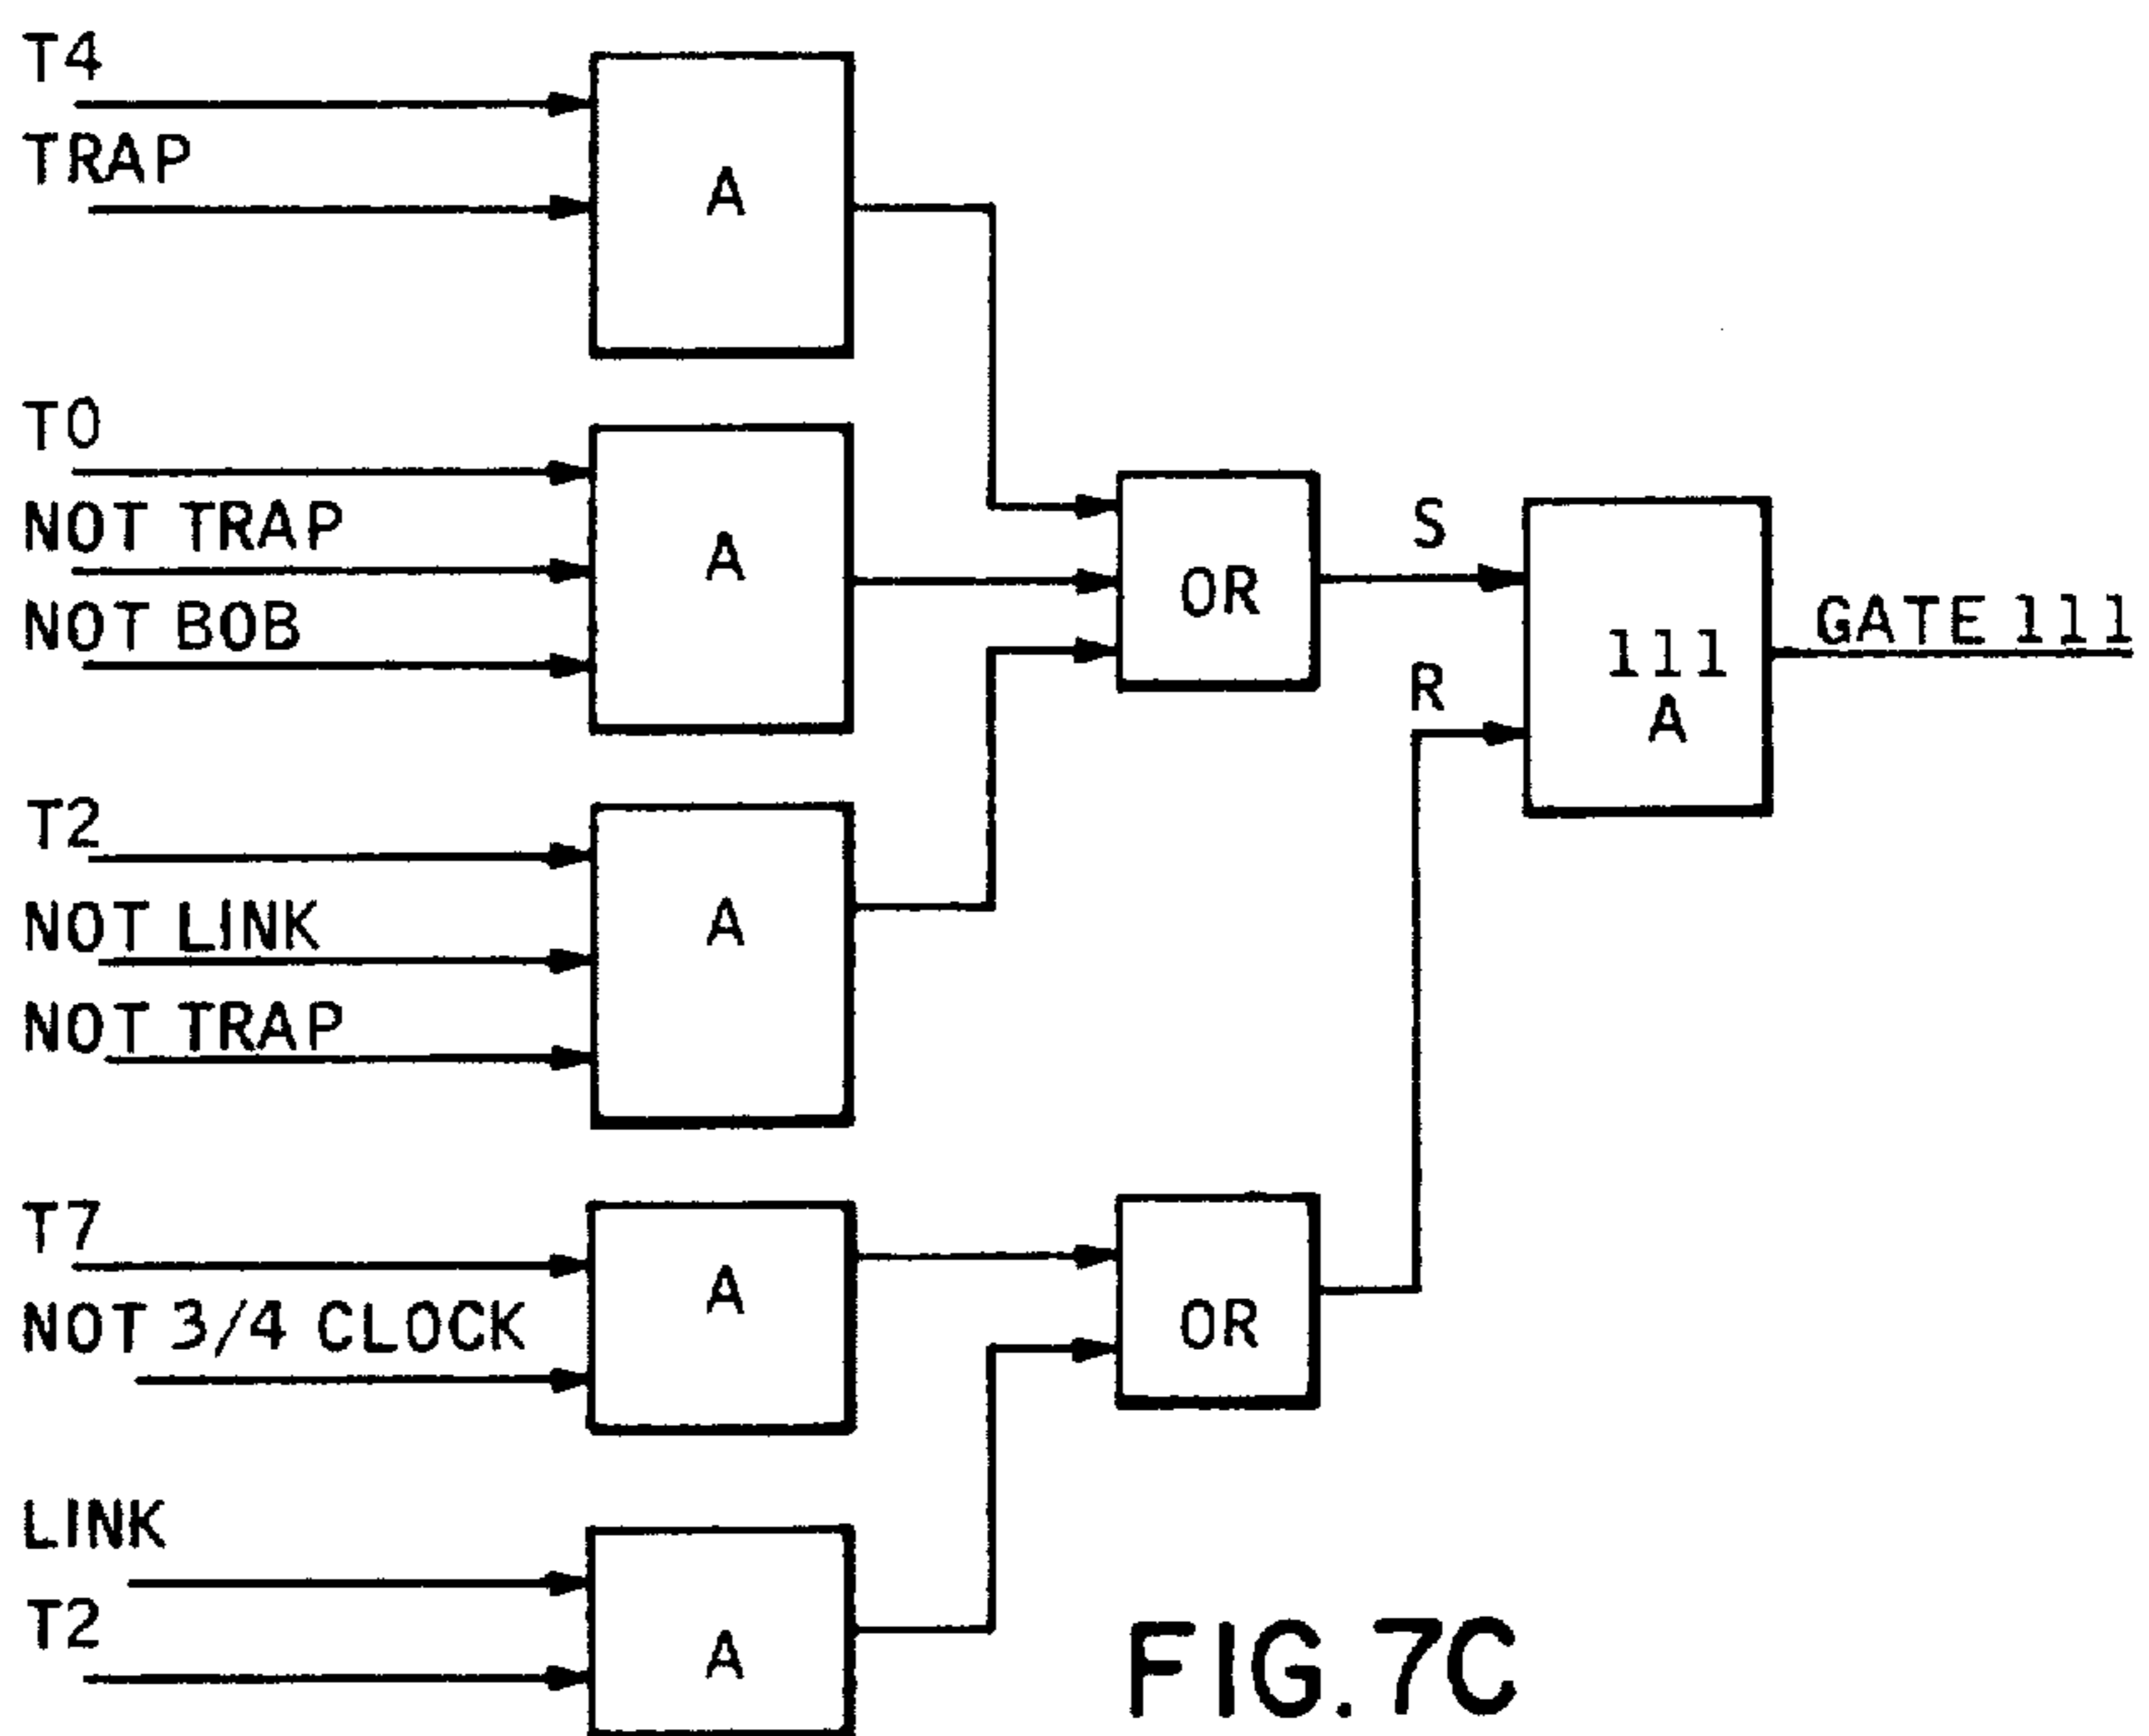 T4
TRAP
A
T0
NOT TRAP
NOT BOB
A
T2
NOT LINK
NOT TRAP
A
OR
S
R
111
A
GATE 111
T7
NOT 3/4 CLOCK
A
LINK
T2
A
OR
FIG. 7C